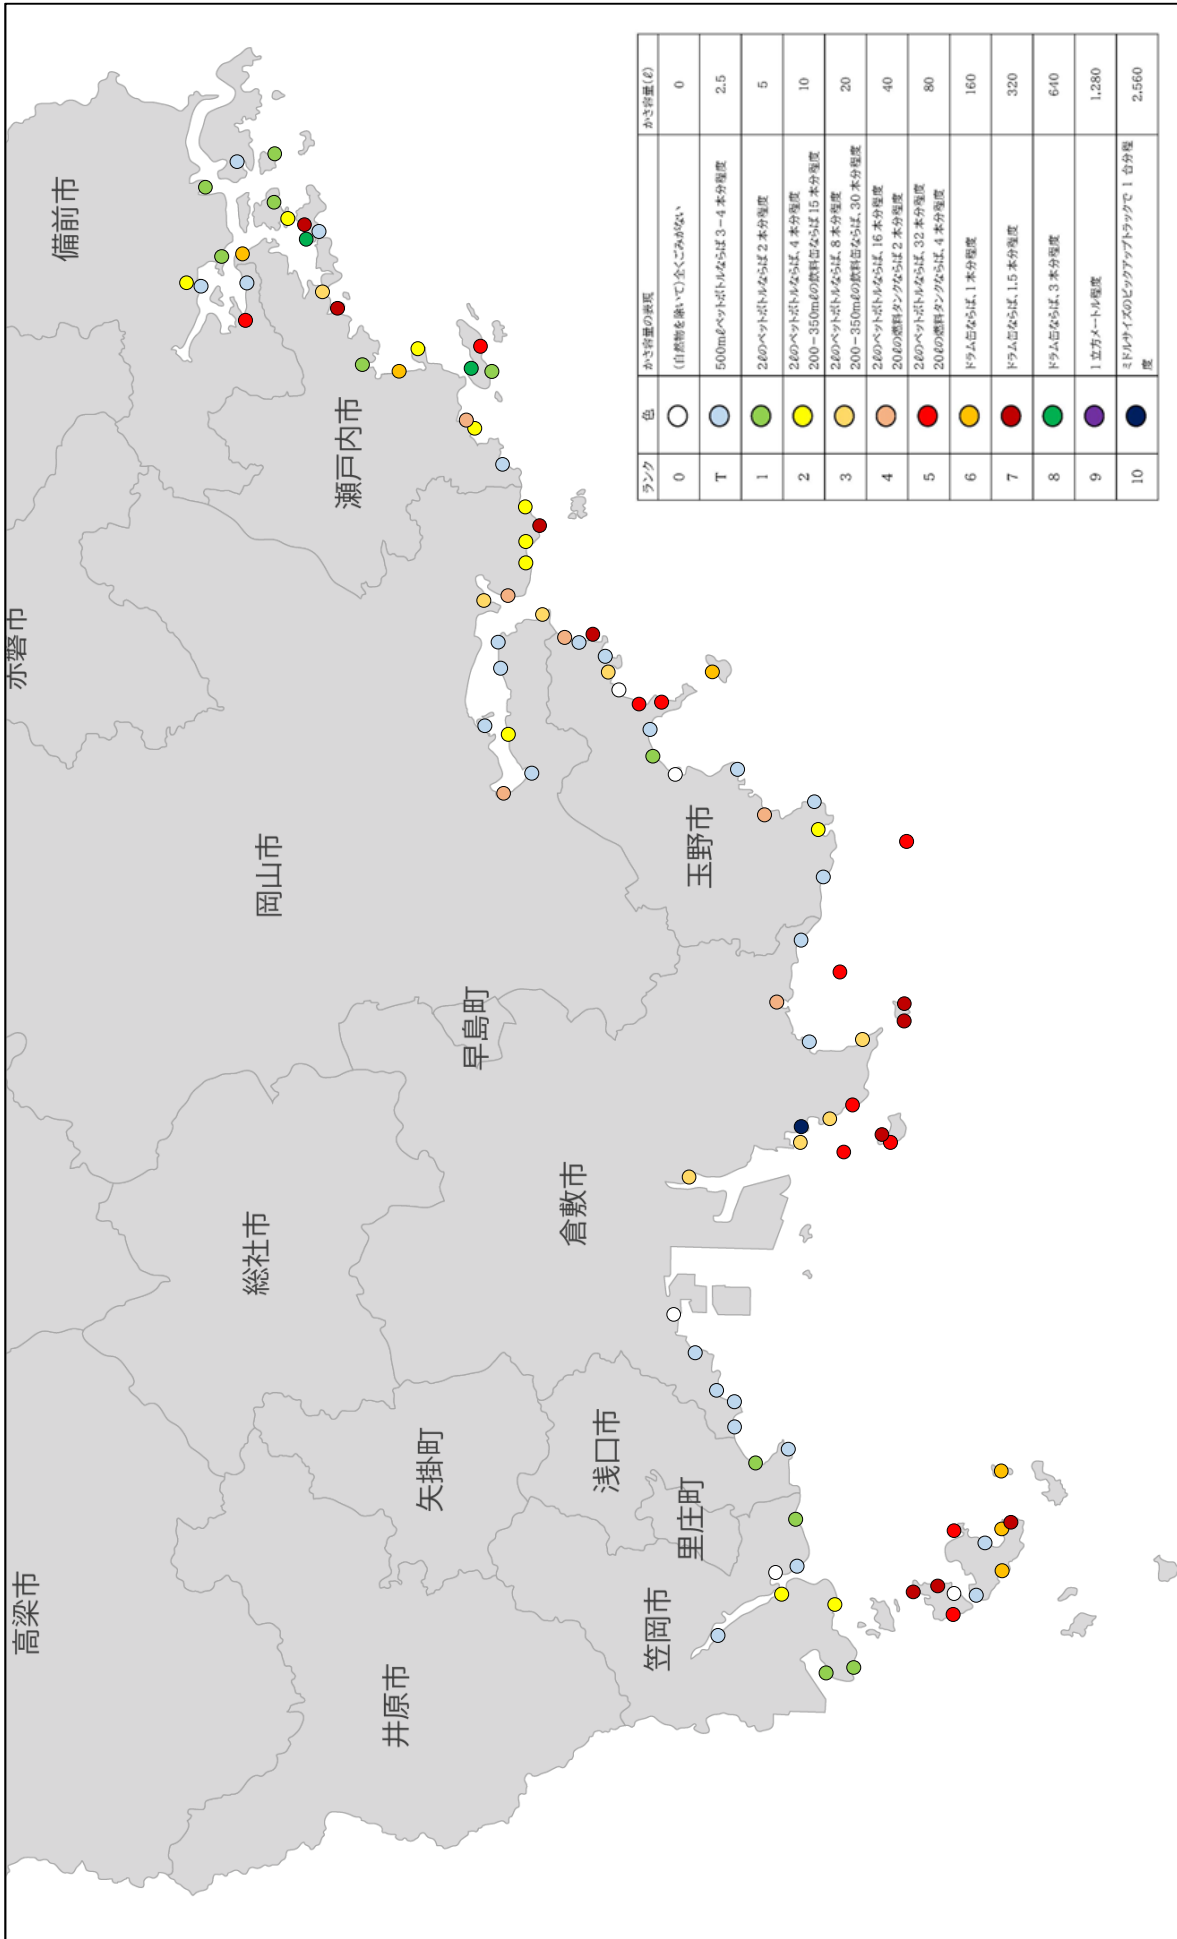 備前市
赤磐市
瀬戸内市
岡山市
玉野市
早島町
倉敷市
総社市
矢掛町
浅口市
里庄町
笠岡市
井原市
高梁市
ランク 色 かさ容量の表現 かさ容量(ℓ)
0 (自然物を除いて)全くごみがない 0
T 500mℓペットボトルならば 3-4 本分程度 2.5
1 2ℓのペットボトルならば 2 本分程度 5
2 2ℓのペットボトルならば、4 本分程度 10
200-350mℓの飲料缶ならば 15 本分程度
3 2ℓのペットボトルならば、8 本分程度 20
200-350mℓの飲料缶ならば、30 本分程度
4 2ℓのペットボトルならば、16 本分程度 40
20ℓの燃料タンクならば 2 本分程度
5 2ℓのペットボトルならば、32 本分程度 80
20ℓの燃料タンクならば、4 本分程度
6 ドラム缶ならば、1 本分程度 160
7 ドラム缶ならば、1.5 本分程度 320
8 ドラム缶ならば、3 本分程度 640
9 1 立方メートル程度 1,280
10 ミドルサイズのピックアップトラックで 1 台分程 2,560
度